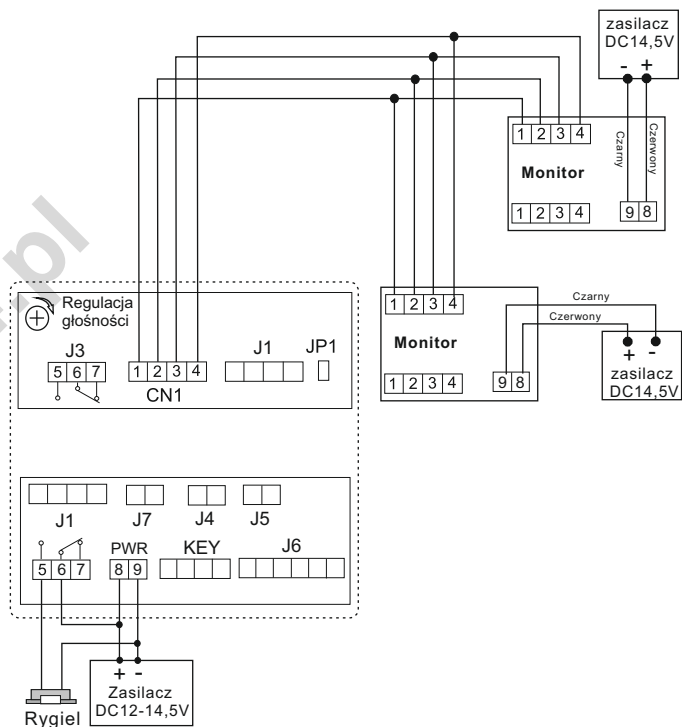 zasilacz
DC14,5V
- +
1 2 3 4
Czarny
Czerwony
Monitor
1 2 3 4
9 8
.pl
Regulacja
głośności
J3
5 6 7
1 2 3 4
CN1
J1
JP1
1 2 3 4
Monitor
1 2 3 4
9 8
Czarny
Czerwony
+ -
zasilacz
DC14,5V
J1
J7
J4
J5
5 6 7
PWR
8 9
KEY
J6
+ -
Zasilacz
DC12-14,5V
Rygiel